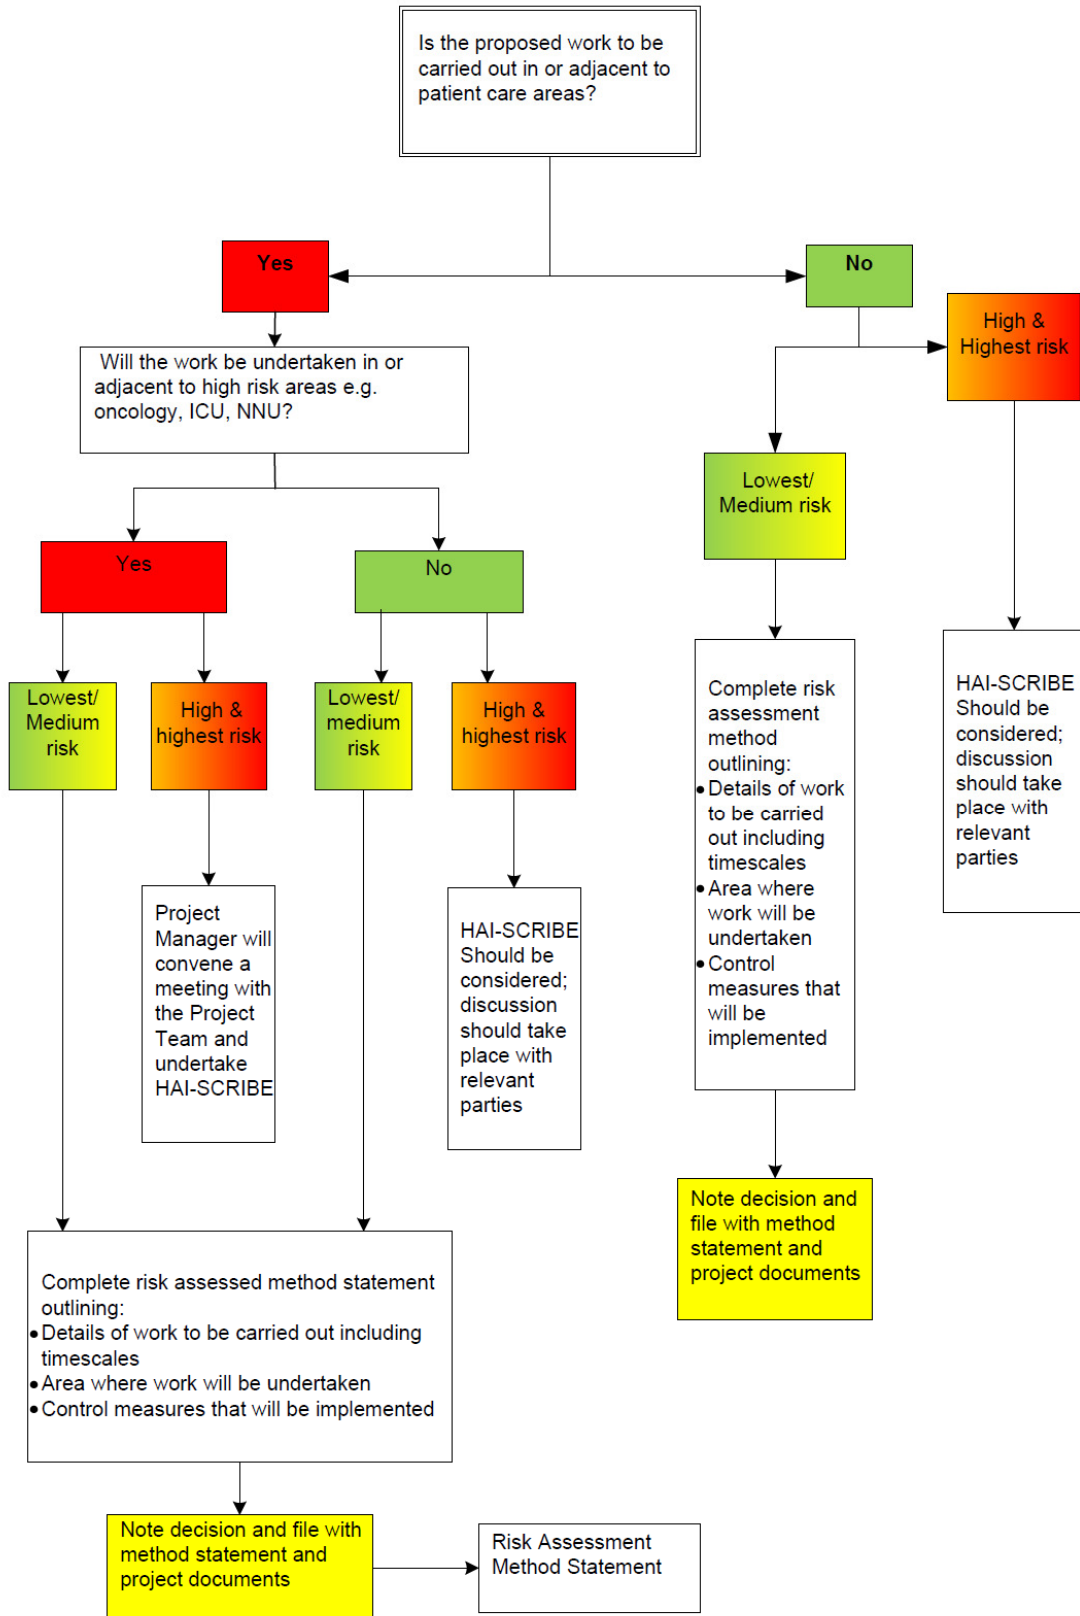 Is the proposed work to be
carried out in or adjacent to
patient care areas?
Yes
No
High &
Highest risk
Will the work be undertaken in or
adjacent to high risk areas e.g.
oncology, ICU, NNU?
Lowest/
Medium risk
Yes
No
Lowest/
Medium
risk
High &
highest risk
Lowest/
medium
risk
High &
highest risk
Complete risk
assessment
method
outlining:
• Details of work
to be carried
out including
timescales
• Area where
work will be
undertaken
• Control
measures that
will be
implemented
HAI-SCRIBE
Should be
considered;
discussion
should take
place with
relevant
parties
Project
Manager will
convene a
meeting with
the Project
Team and
undertake
HAI-SCRIBE
HAI-SCRIBE
Should be
considered;
discussion
should take
place with
relevant
parties
Note decision and
file with method
statement and
project documents
Complete risk assessed method statement
outlining:
• Details of work to be carried out including
timescales
• Area where work will be undertaken
• Control measures that will be implemented
Note decision and file with
method statement and
project documents
Risk Assessment
Method Statement